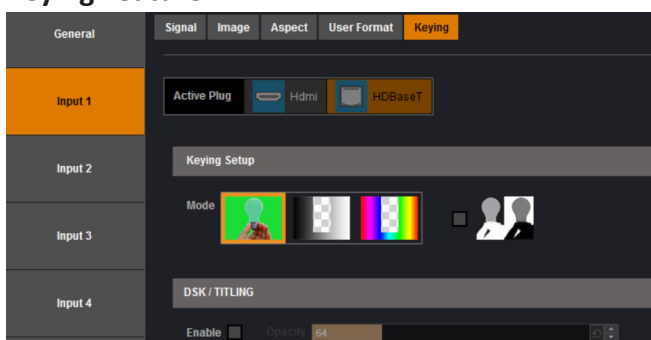 General
Signal Image Aspect User Format Keying
Input 1
Active Plug Hdmi HDBaseT
Input 2
Keying Setup
Mode
Input 3
Input 4
DSK / TITLING
Enable Opacity 64